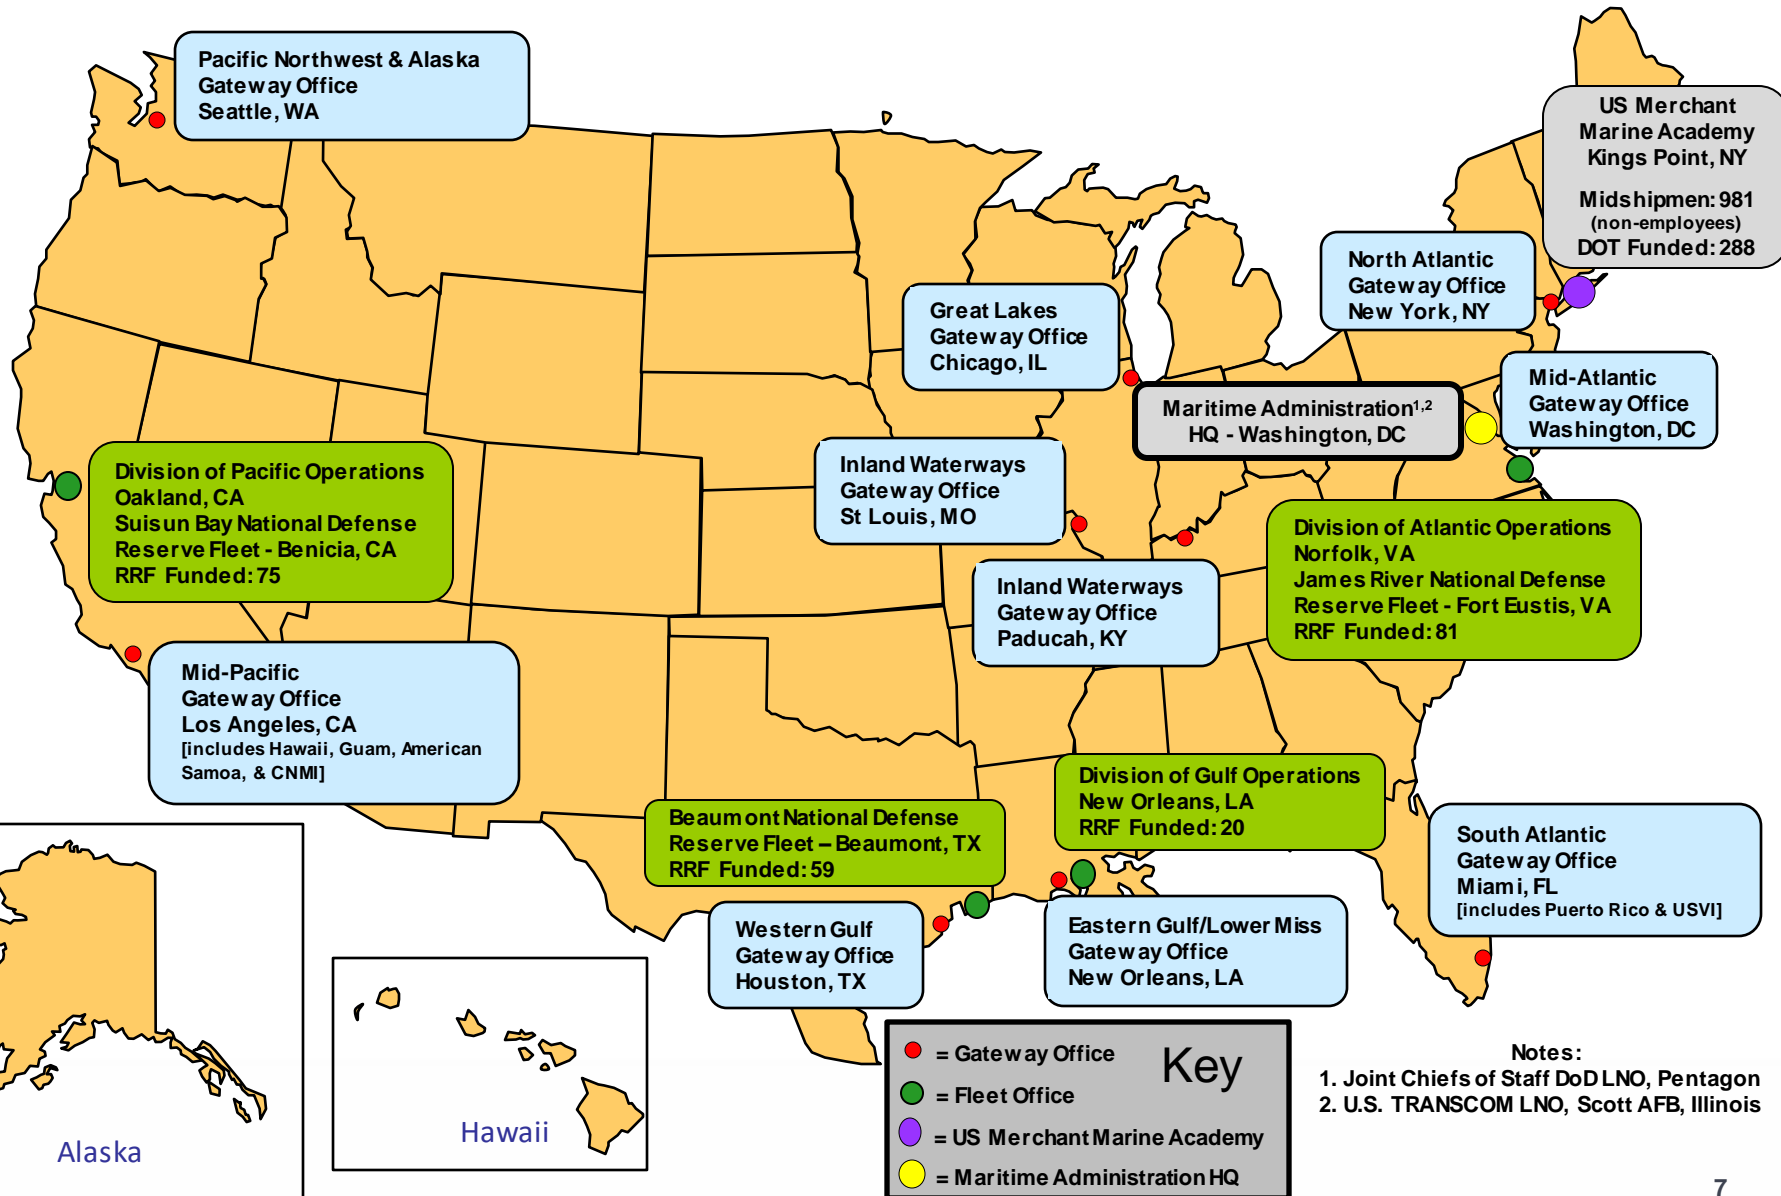 Pacific Northwest & Alaska
Gateway Office
Seattle, WA
US Merchant
Marine Academy
Kings Point, NY
Midshipmen: 981
(non-employees)
DOT Funded: 288
North Atlantic
Gateway Office
New York, NY
Great Lakes
Gateway Office
Chicago, IL
Mid-Atlantic
Gateway Office
Washington, DC
Maritime Administration1,2
HQ - Washington, DC
Division of Pacific Operations
Oakland, CA
Suisun Bay National Defense
Reserve Fleet - Benicia, CA
RRF Funded: 75
Inland Waterways
Gateway Office
St Louis, MO
Division of Atlantic Operations
Norfolk, VA
James River National Defense
Reserve Fleet - Fort Eustis, VA
RRF Funded: 81
Inland Waterways
Gateway Office
Paducah, KY
Mid-Pacific
Gateway Office
Los Angeles, CA
[includes Hawaii, Guam, American
Samoa, & CNMI]
Division of Gulf Operations
New Orleans, LA
RRF Funded: 20
Beaumont National Defense
Reserve Fleet – Beaumont, TX
RRF Funded: 59
South Atlantic
Gateway Office
Miami, FL
[includes Puerto Rico & USVI]
Western Gulf
Gateway Office
Houston, TX
Eastern Gulf/Lower Miss
Gateway Office
New Orleans, LA
Alaska
Hawaii
Key
= Gateway Office
= Fleet Office
= US Merchant Marine Academy
= Maritime Administration HQ
Notes:
1. Joint Chiefs of Staff DoD LNO, Pentagon
2. U.S. TRANSCOM LNO, Scott AFB, Illinois
7